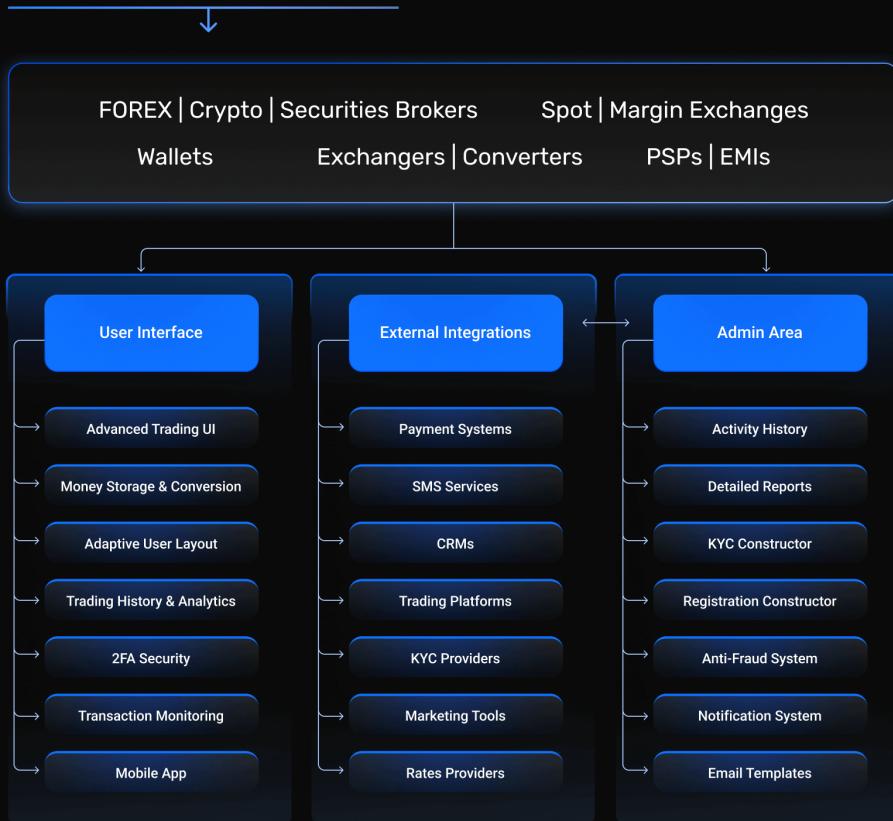 FOREX | Crypto | Securities Brokers
Spot | Margin Exchanges
Wallets
Exchangers | Converters
PSPs | EMIs
User Interface
Advanced Trading UI
Money Storage & Conversion
Adaptive User Layout
Trading History & Analytics
2FA Security
Transaction Monitoring
Mobile App
External Integrations
Payment Systems
SMS Services
CRMs
Trading Platforms
KYC Providers
Marketing Tools
Rates Providers
Admin Area
Activity History
Detailed Reports
KYC Constructor
Registration Constructor
Anti-Fraud System
Notification System
Email Templates